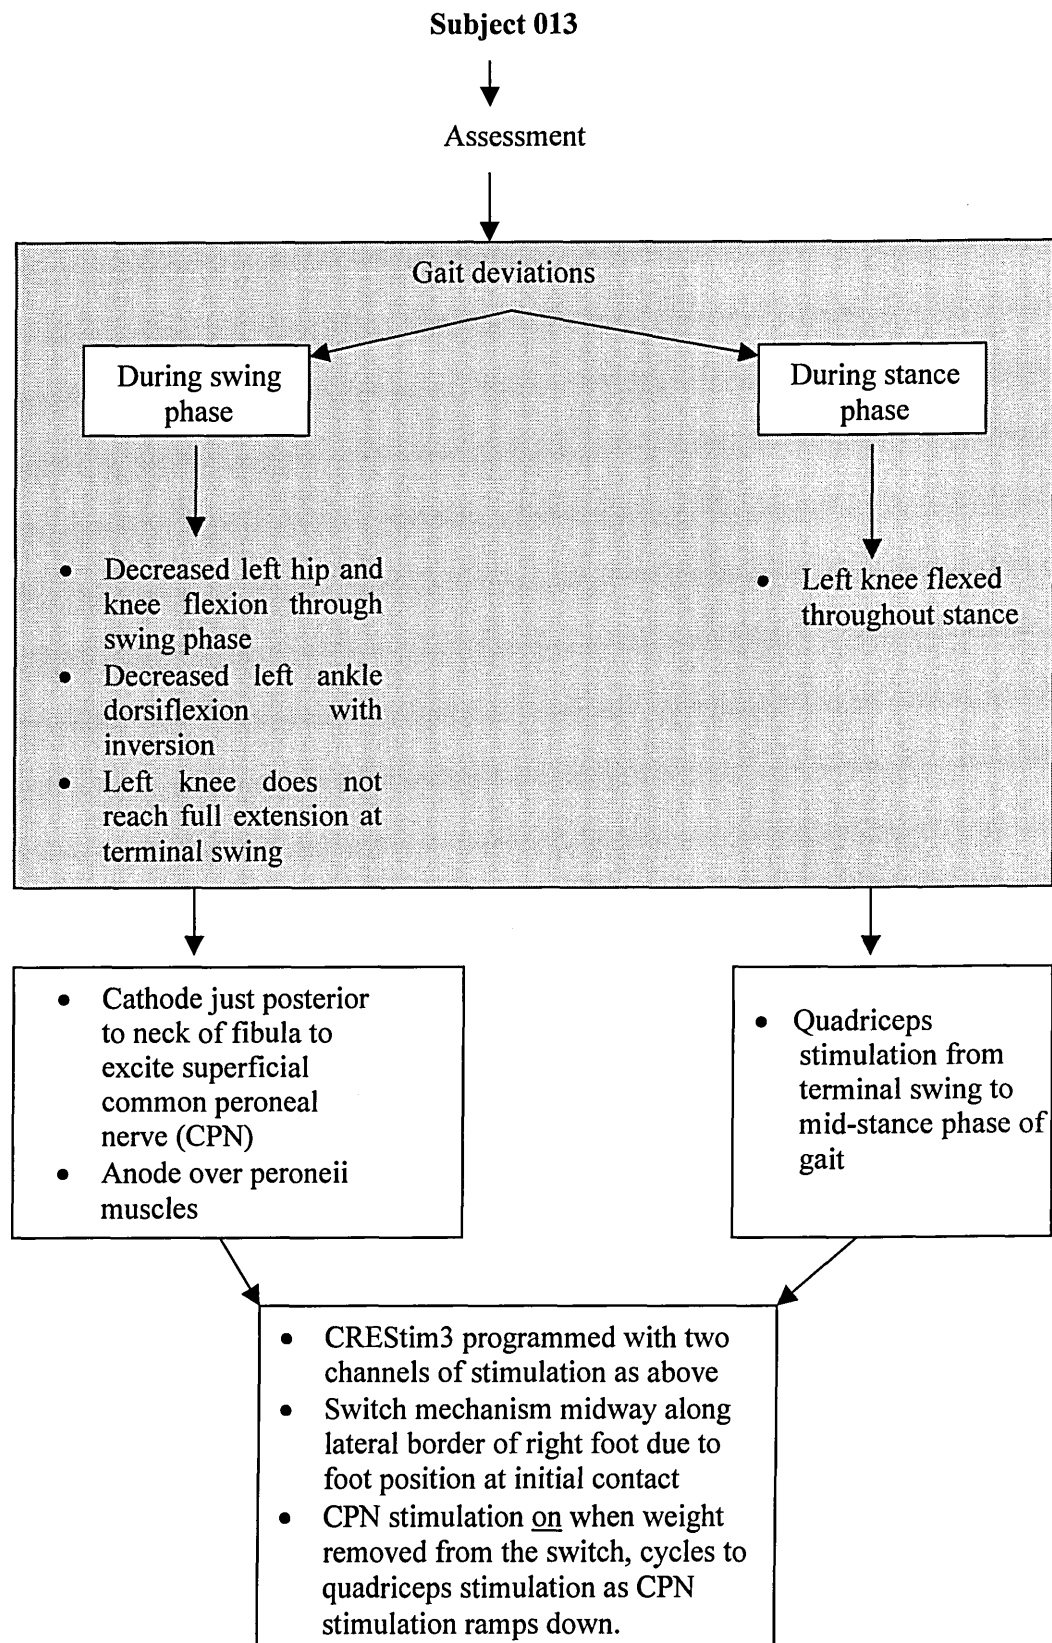 Subject 013
Assessment
Gait deviations
During swing
phase
During stance
phase
• Decreased left hip and
knee flexion through
swing phase
• Decreased left ankle
dorsiflexion with
inversion
• Left knee does not
reach full extension at
terminal swing
• Left knee flexed
throughout stance
• Cathode just posterior
to neck of fibula to
excite superficial
common peroneal
nerve (CPN)
• Anode over peroneii
muscles
• Quadriceps
stimulation from
terminal swing to
mid-stance phase of
gait
• CREStim3 programmed with two
channels of stimulation as above
• Switch mechanism midway along
lateral border of right foot due to
foot position at initial contact
• CPN stimulation on when weight
removed from the switch, cycles to
quadriceps stimulation as CPN
stimulation ramps down.